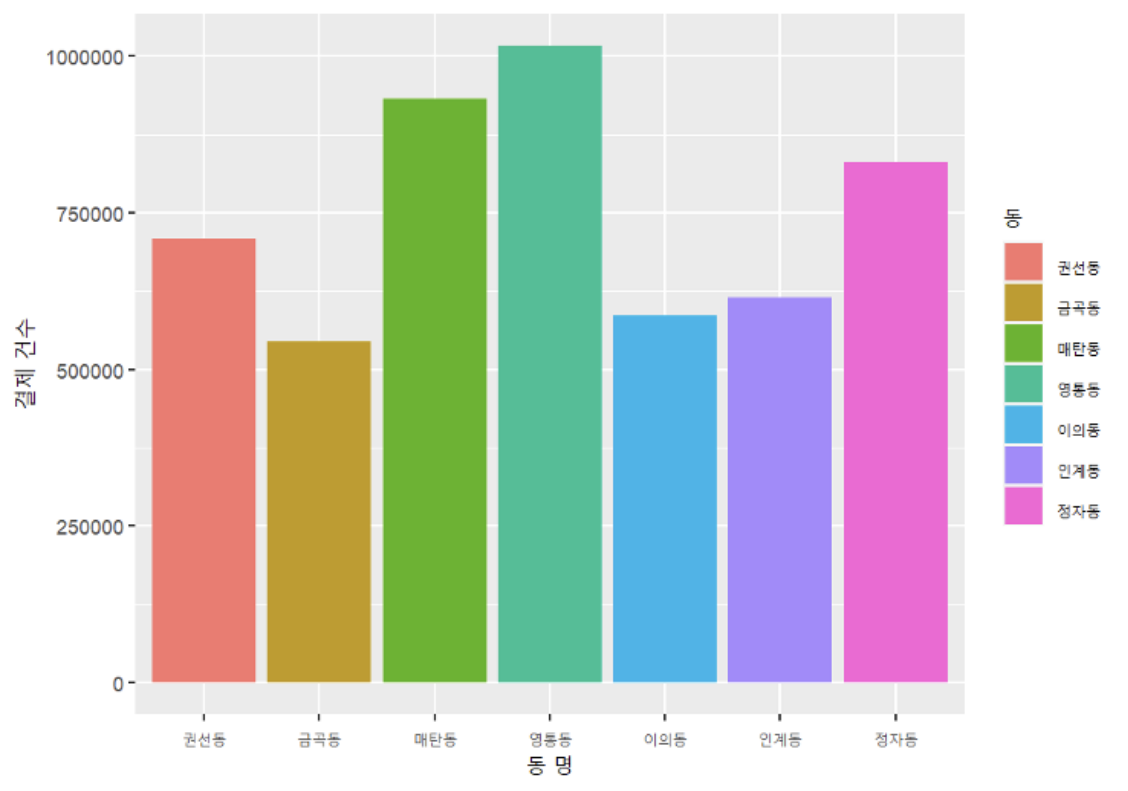 1000000
750000
500000
250000
0
결제 건수
권선동 금곡동 매탄동 영통동 이의동 인계동 정자동
동 명
동
권선동
금곡동
매탄동
영통동
이의동
인계동
정자동